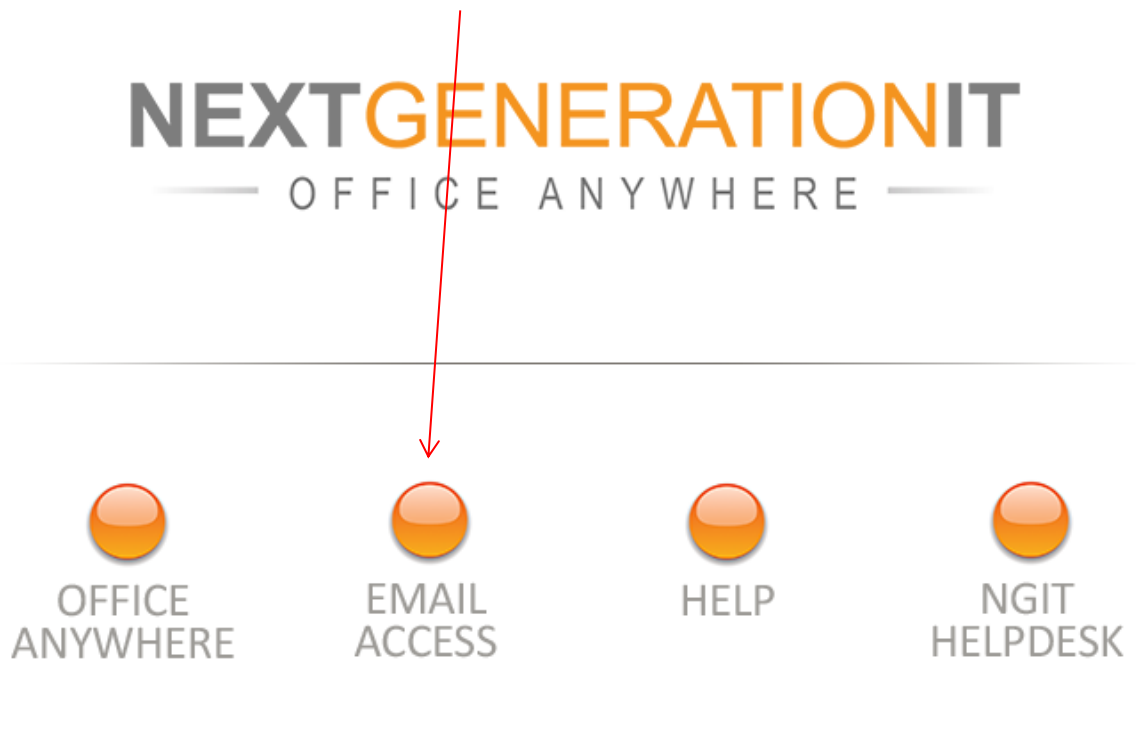 NEXTGENERATIONIT
OFFICE ANYWHERE
OFFICE
ANYWHERE
EMAIL
ACCESS
HELP
NGIT
HELPDESK